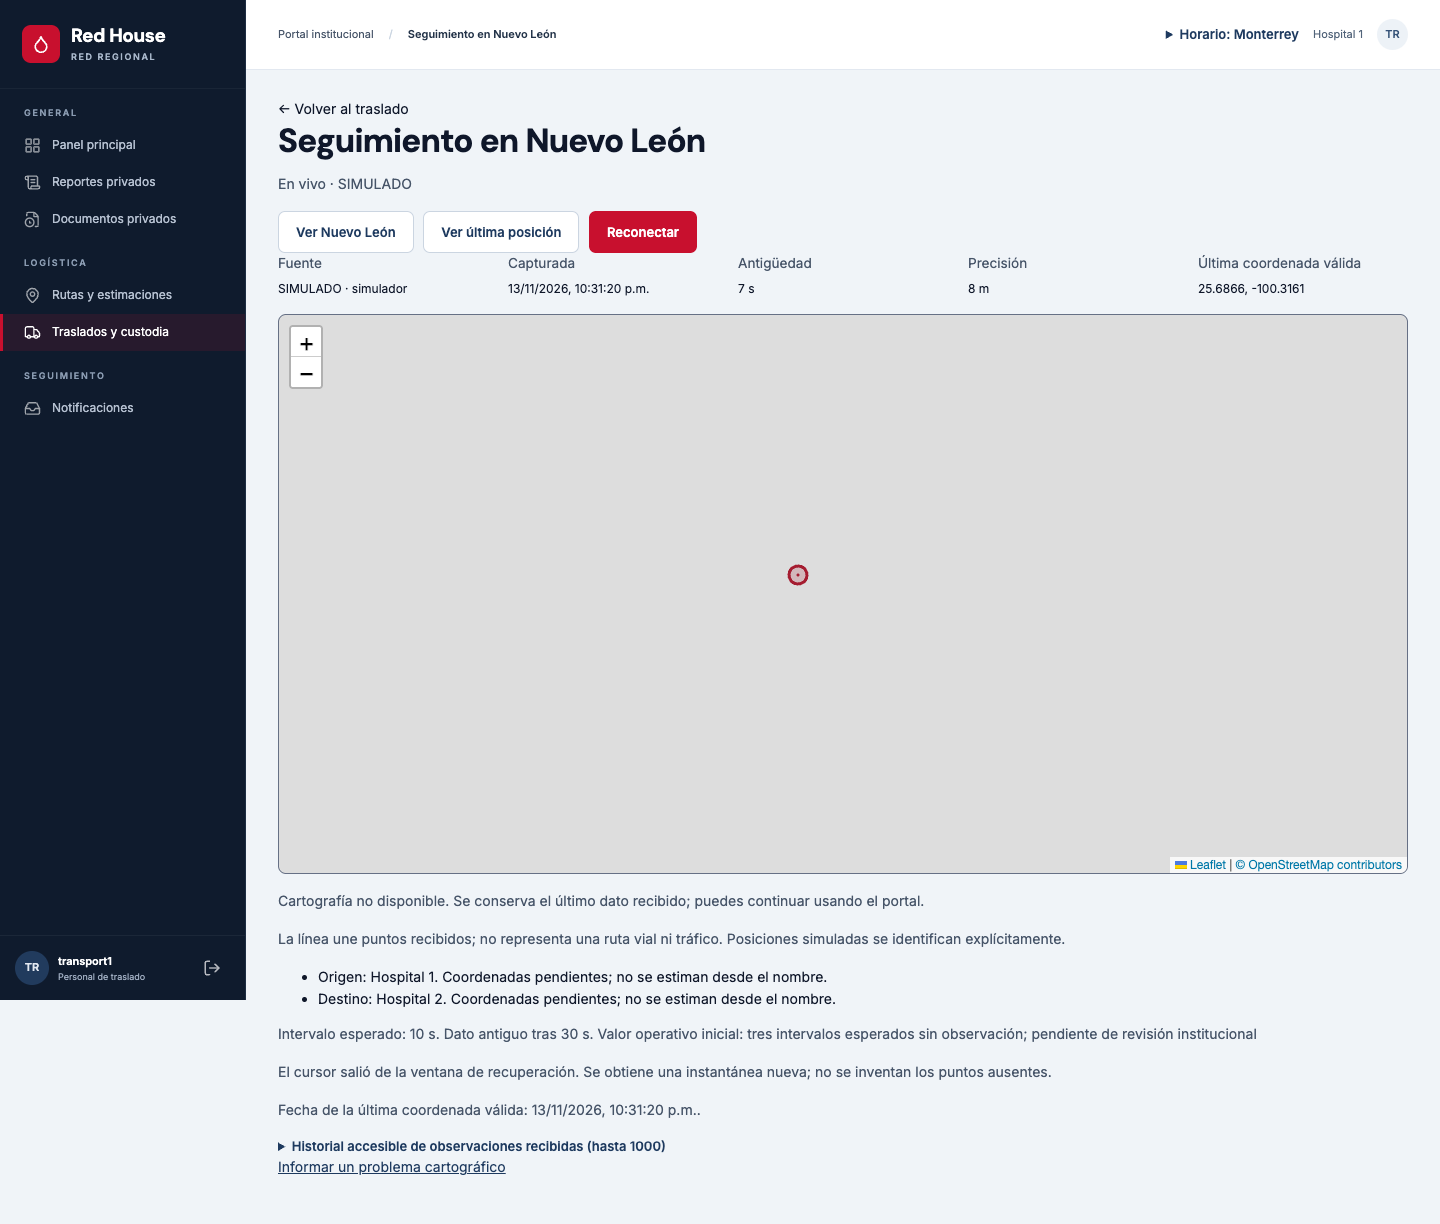 Red House
RED REGIONAL
GENERAL
Panel principal
Reportes privados
Documentos privados
LOGÍSTICA
Rutas y estimaciones
Traslados y custodia
SEGUIMIENTO
Notificaciones
TR
transport1
Personal de traslado
Portal institucional / Seguimiento en Nuevo León
Horario: Monterrey Hospital 1 TR
← Volver al traslado
Seguimiento en Nuevo León
En vivo · SIMULADO
Ver Nuevo León Ver última posición Reconectar
Fuente Capturada Antigüedad Precisión Última coordenada válida
SIMULADO · simulador 13/11/2026, 10:31:20 p.m. 7 s 8 m 25.6866, -100.3161
+
−
Leaflet | © OpenStreetMap contributors
Cartografía no disponible. Se conserva el último dato recibido; puedes continuar usando el portal.
La línea une puntos recibidos; no representa una ruta vial ni tráfico. Posiciones simuladas se identifican explícitamente.
• Origen: Hospital 1. Coordenadas pendientes; no se estiman desde el nombre.
• Destino: Hospital 2. Coordenadas pendientes; no se estiman desde el nombre.
Intervalo esperado: 10 s. Dato antiguo tras 30 s. Valor operativo inicial: tres intervalos esperados sin observación; pendiente de revisión institucional
El cursor salió de la ventana de recuperación. Se obtiene una instantánea nueva; no se inventan los puntos ausentes.
Fecha de la última coordenada válida: 13/11/2026, 10:31:20 p.m..
Historial accesible de observaciones recibidas (hasta 1000)
Informar un problema cartográfico